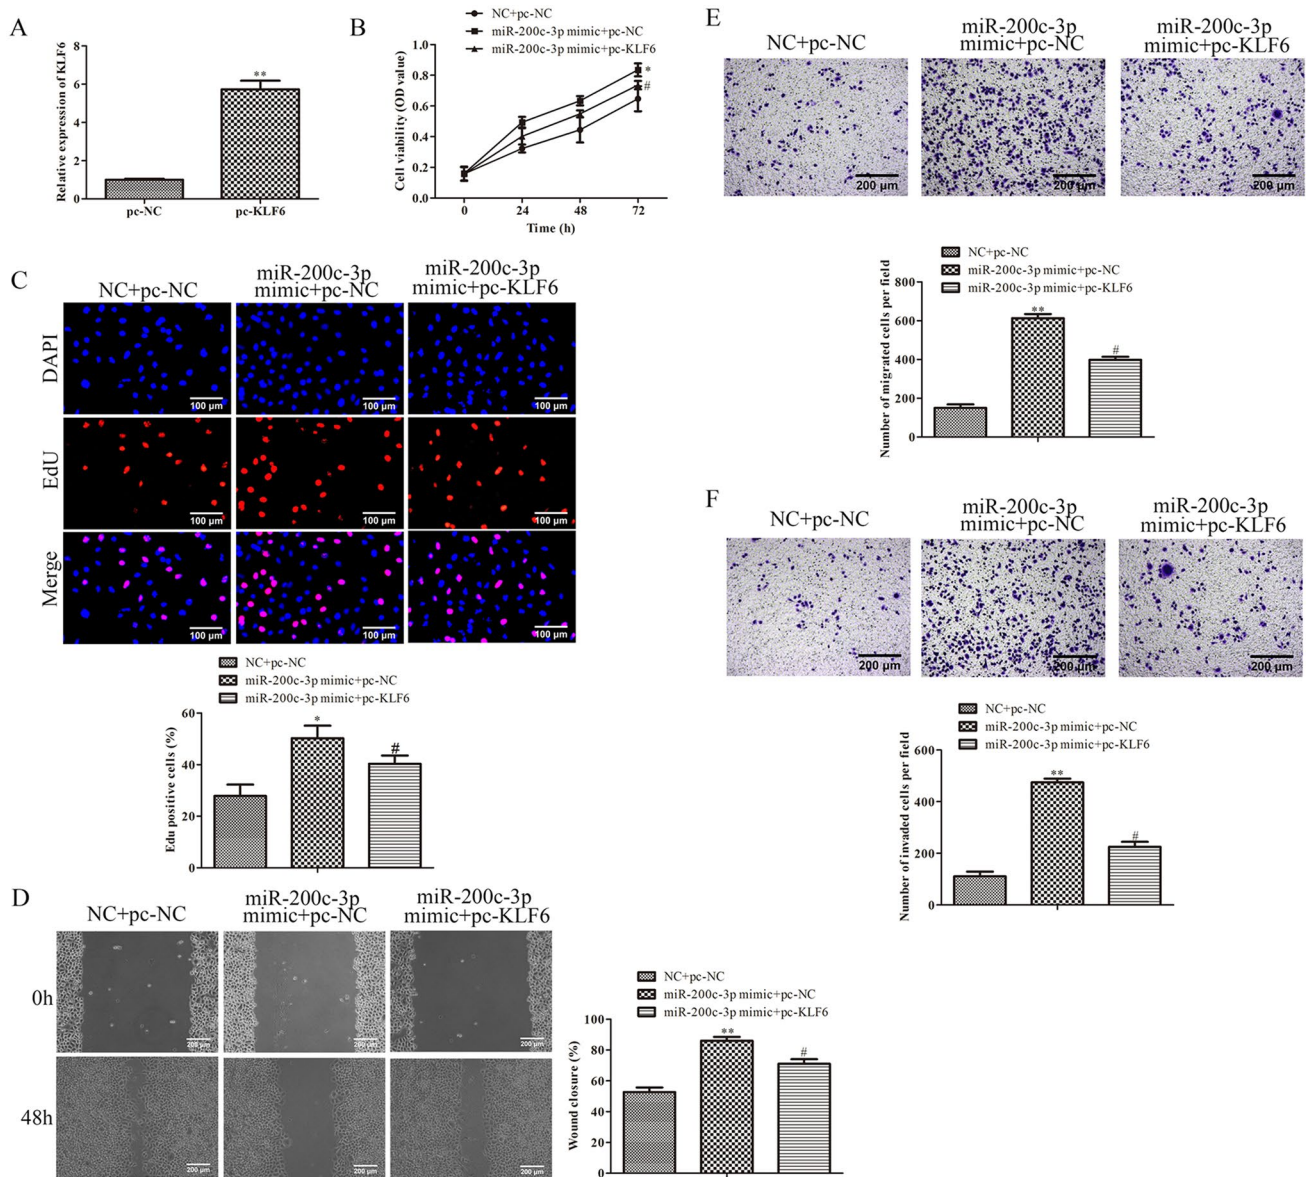 A
Relative expression of KLF6
8
6
4
2
0
**
pc-NC
pc-KLF6
B
NC+pc-NC
miR-200c-3p mimic+pc-NC
miR-200c-3p mimic+pc-KLF6
Cell viability (OD value)
1.0
0.8
0.6
0.4
0.2
0.0
*
#
0
24
48
72
Time (h)
C
NC+pc-NC
miR-200c-3p
mimic+pc-NC
miR-200c-3p
mimic+pc-KLF6
DAPI
100 μm
100 μm
100 μm
EdU
100 μm
100 μm
100 μm
Merge
100 μm
100 μm
100 μm
NC+pc-NC
miR-200c-3p mimic+pc-NC
miR-200c-3p mimic+pc-KLF6
Edu positive cells (%)
60
40
20
0
*
#
D
NC+pc-NC
miR-200c-3p
mimic+pc-NC
miR-200c-3p
mimic+pc-KLF6
0h
200 μm
200 μm
200 μm
48h
200 μm
200 μm
200 μm
NC+pc-NC
miR-200c-3p mimic+pc-NC
miR-200c-3p mimic+pc-KLF6
Wound closure (%)
100
80
60
40
20
0
**
#
E
NC+pc-NC
miR-200c-3p
mimic+pc-NC
miR-200c-3p
mimic+pc-KLF6
200 μm
200 μm
200 μm
NC+pc-NC
miR-200c-3p mimic+pc-NC
miR-200c-3p mimic+pc-KLF6
Number of migrated cells per field
800
600
400
200
0
**
#
F
NC+pc-NC
miR-200c-3p
mimic+pc-NC
miR-200c-3p
mimic+pc-KLF6
200 μm
200 μm
200 μm
NC+pc-NC
miR-200c-3p mimic+pc-NC
miR-200c-3p mimic+pc-KLF6
Number of invaded cells per field
600
400
200
0
**
#